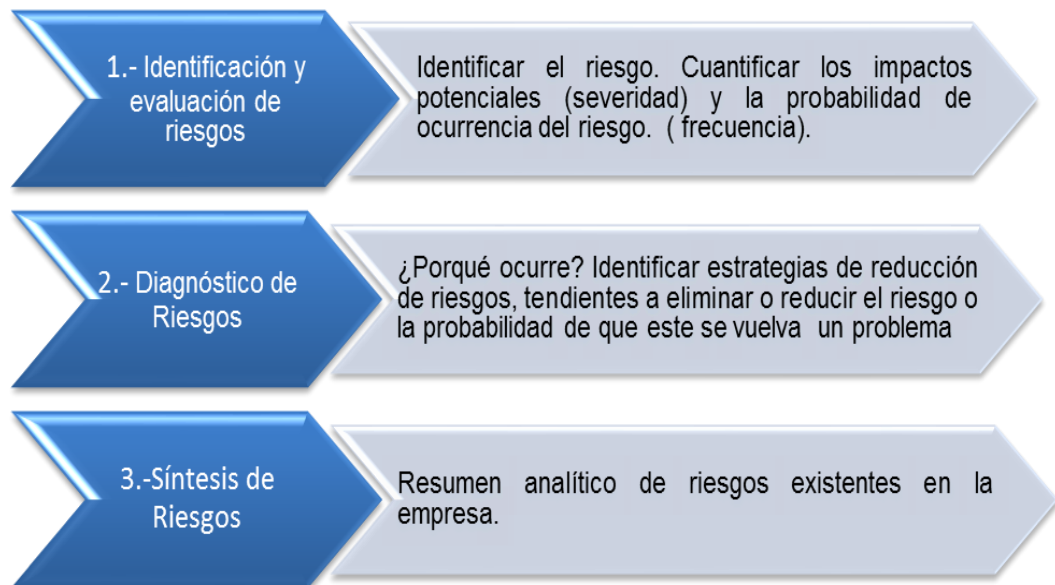 1.- Identificación y
evaluación de
riesgos
Identificar el riesgo. Cuantificar los impactos
potenciales (severidad) y la probabilidad de
ocurrencia del riesgo. ( frecuencia).
2.- Diagnóstico de
Riesgos
¿Porqué ocurre? Identificar estrategias de reducción
de riesgos, tendientes a eliminar o reducir el riesgo o
la probabilidad de que este se vuelva un problema
3.-Síntesis de
Riesgos
Resumen analítico de riesgos existentes en la
empresa.